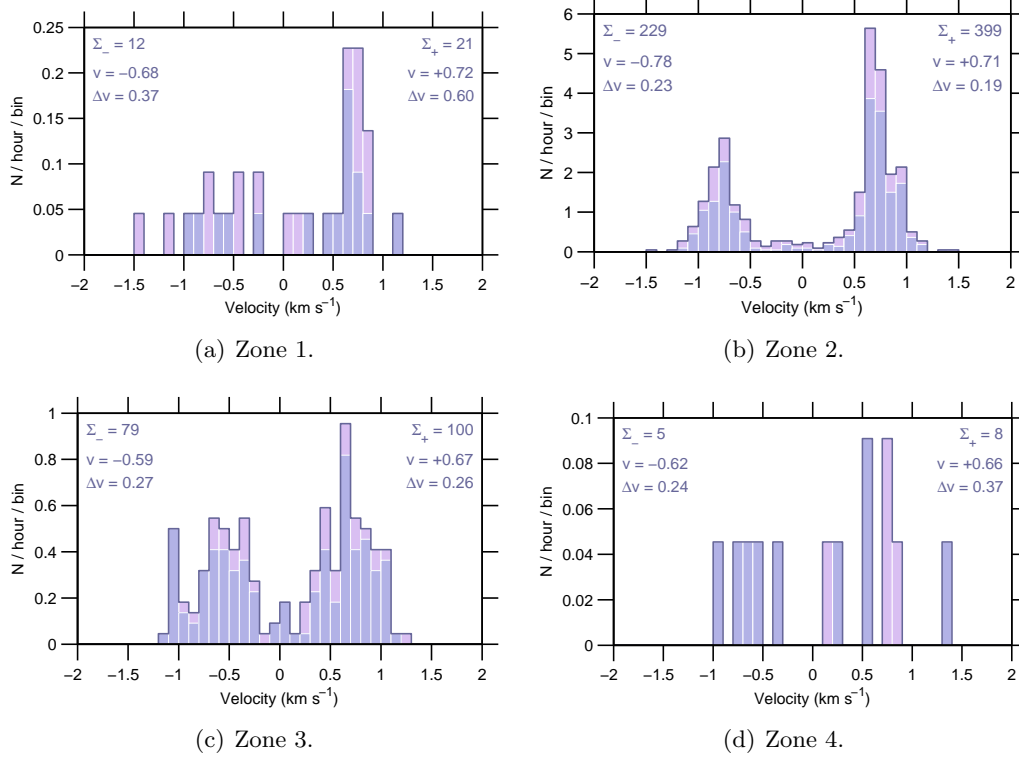 Σ− = 12
Σ+ = 21
v = −0.68
v = +0.72
Δv = 0.37
Δv = 0.60
0.25
0.2
0.15
0.1
0.05
0
N / hour / bin
−2 −1.5 −1 −0.5 0 0.5 1 1.5 2
Velocity (km s−1)
(a) Zone 1.
Σ− = 229
Σ+ = 399
v = −0.78
v = +0.71
Δv = 0.23
Δv = 0.19
6
5
4
3
2
1
0
N / hour / bin
−2 −1.5 −1 −0.5 0 0.5 1 1.5 2
Velocity (km s−1)
(b) Zone 2.
Σ− = 79
Σ+ = 100
v = −0.59
v = +0.67
Δv = 0.27
Δv = 0.26
1
0.8
0.6
0.4
0.2
0
N / hour / bin
−2 −1.5 −1 −0.5 0 0.5 1 1.5 2
Velocity (km s−1)
(c) Zone 3.
Σ− = 5
Σ+ = 8
v = −0.62
v = +0.66
Δv = 0.24
Δv = 0.37
0.1
0.08
0.06
0.04
0.02
0
N / hour / bin
−2 −1.5 −1 −0.5 0 0.5 1 1.5 2
Velocity (km s−1)
(d) Zone 4.